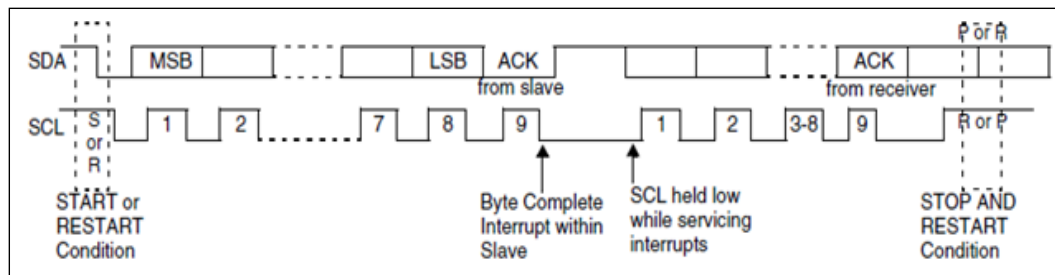 P or R
SDA MSB LSB ACK ACK
from slave from receiver
SCL S or R 1 2 7 8 9 1 2 3-8 9 R or P
START or
RESTART
Condition
Byte Complete
Interrupt within
Slave
SCL held low
while servicing
interrupts
STOP AND
RESTART
Condition